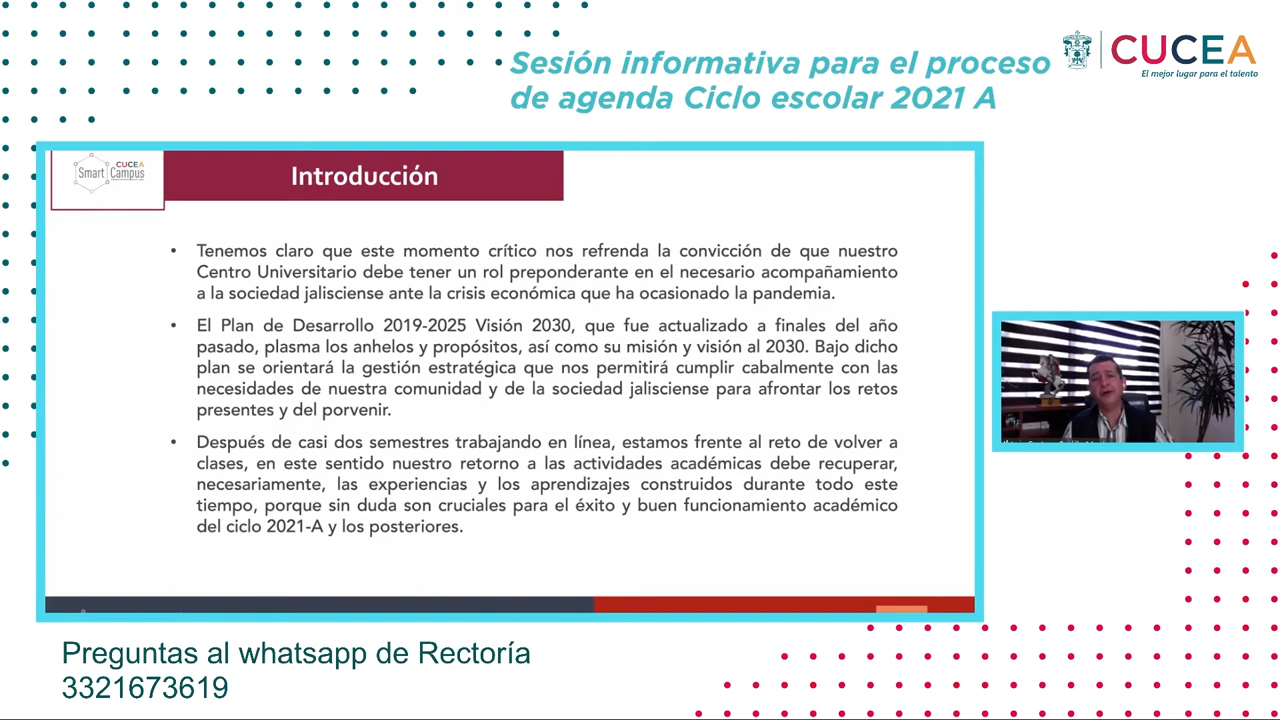 Sesión informativa para el proceso
de agenda Ciclo escolar 2021 A
CUCEA
El mejor lugar para el talento
CUCEA
Smart Campus
Introducción
• Tenemos claro que este momento crítico nos refrenda la convicción de que nuestro
Centro Universitario debe tener un rol preponderante en el necesario acompañamiento
a la sociedad jalisciense ante la crisis económica que ha ocasionado la pandemia.
• El Plan de Desarrollo 2019-2025 Visión 2030, que fue actualizado a finales del año
pasado, plasma los anhelos y propósitos, así como su misión y visión al 2030. Bajo dicho
plan se orientará la gestión estratégica que nos permitirá cumplir cabalmente con las
necesidades de nuestra comunidad y de la sociedad jalisciense para afrontar los retos
presentes y del porvenir.
• Después de casi dos semestres trabajando en línea, estamos frente al reto de volver a
clases, en este sentido nuestro retorno a las actividades académicas debe recuperar,
necesariamente, las experiencias y los aprendizajes construidos durante todo este
tiempo, porque sin duda son cruciales para el éxito y buen funcionamiento académico
del ciclo 2021-A y los posteriores.
Preguntas al whatsapp de Rectoría
3321673619